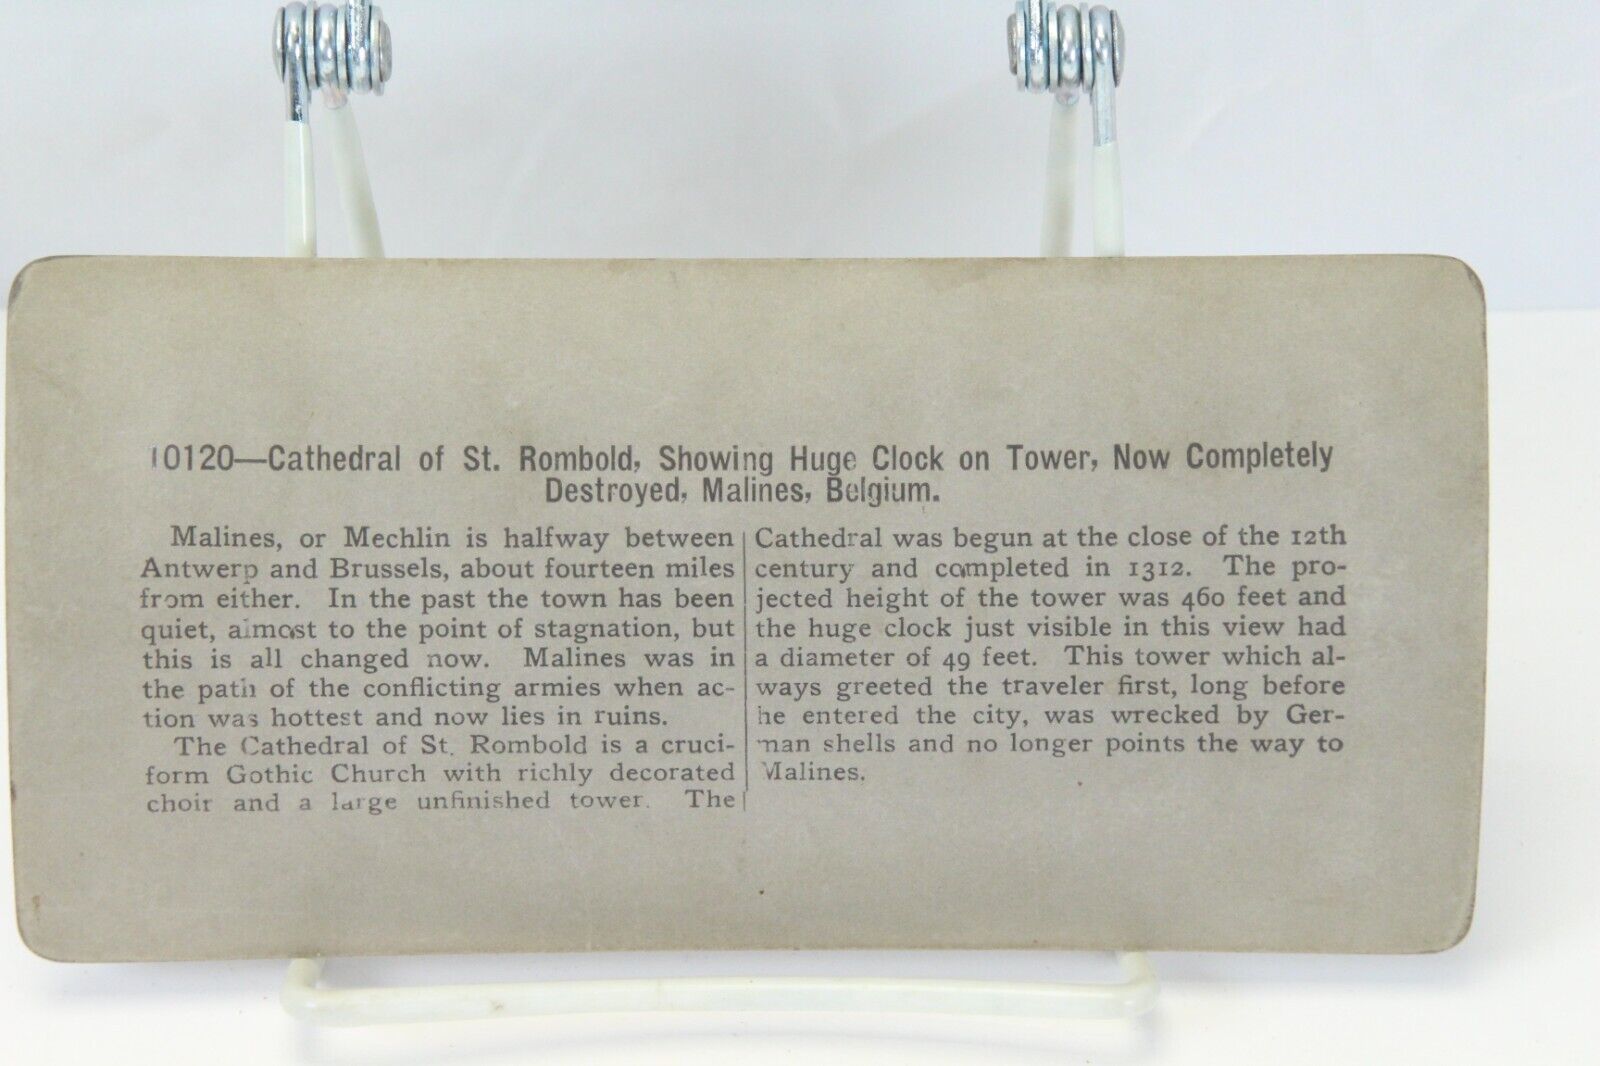 10120—Cathedral of St. Rombold, Showing Huge Clock on Tower, Now Completely
Destroyed, Malines, Belgium.
Malines, or Mechlin is halfway between
Antwerp and Brussels, about fourteen miles
from either. In the past the town has been
quiet, almost to the point of stagnation, but
this is all changed now. Malines was in
the path of the conflicting armies when ac-
tion was hottest and now lies in ruins.
The Cathedral of St. Rombold is a cruci-
form Gothic Church with richly decorated
choir and a large unfinished tower. The
Cathedral was begun at the close of the 12th
century and completed in 1312. The pro-
jected height of the tower was 460 feet and
the huge clock just visible in this view had
a diameter of 49 feet. This tower which al-
ways greeted the traveler first, long before
he entered the city, was wrecked by Ger-
man shells and no longer points the way to
Malines.